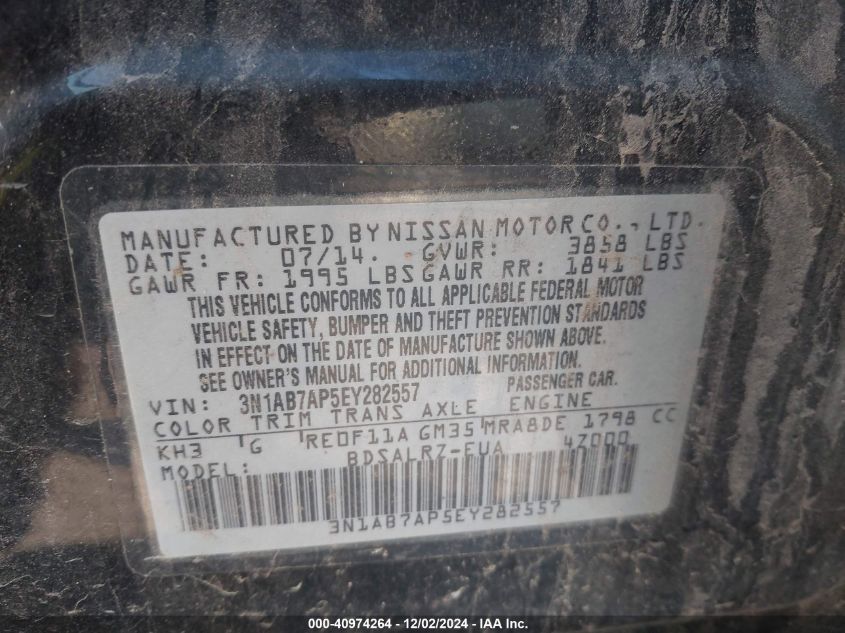 MANUFACTURED BY NISSAN MOTOR CO., LTD.
DATE: 07/14. GVWR: 3858 LBS
GAWR FR: 1995 LBS GAWR RR: 1841 LBS
THIS VEHICLE CONFORMS TO ALL APPLICABLE FEDERAL MOTOR
VEHICLE SAFETY, BUMPER AND THEFT PREVENTION STANDARDS
IN EFFECT ON THE DATE OF MANUFACTURE SHOWN ABOVE.
SEE OWNER'S MANUAL FOR ADDITIONAL INFORMATION.
VIN: 3N1AB7AP5EY282557 PASSENGER CAR.
COLOR TRIM TRANS AXLE ENGINE
KH3 G RE0F11A GM35 MRA8DE 1798 CC
MODEL: BDSALRZ-EUA 4Z000
3N1AB7AP5EY282557
000-40974264 - 12/02/2024 - IAA Inc.